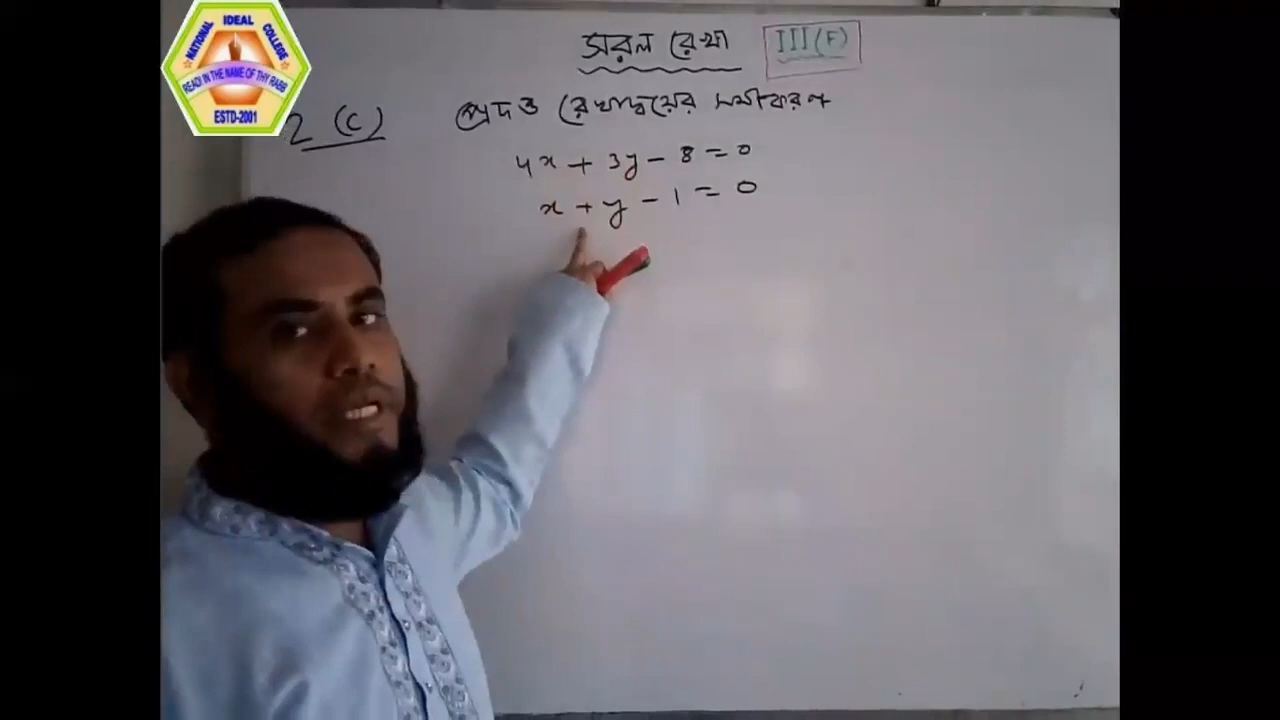 NATIONAL IDEAL COLLEGE
READ! IN THE NAME OF THY RABB
ESTD-2001
সরল রেখা III (F)
2 (c) প্রদত্ত রেখাদ্বয়ের সমীকরণ
4x + 3y - 8 = 0
x + y - 1 = 0